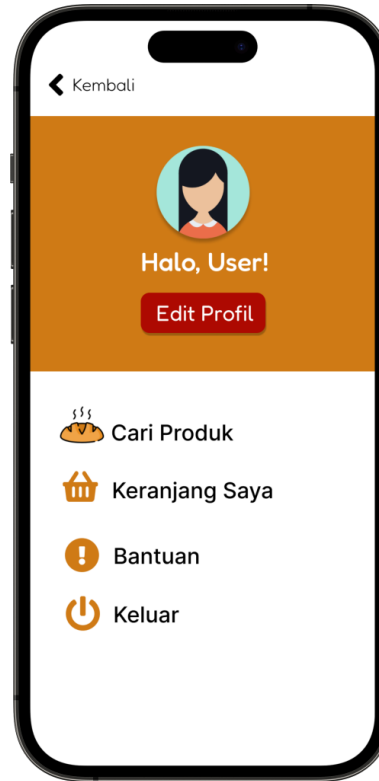 Kembali
Halo, User!
Edit Profil
Cari Produk
Keranjang Saya
Bantuan
Keluar